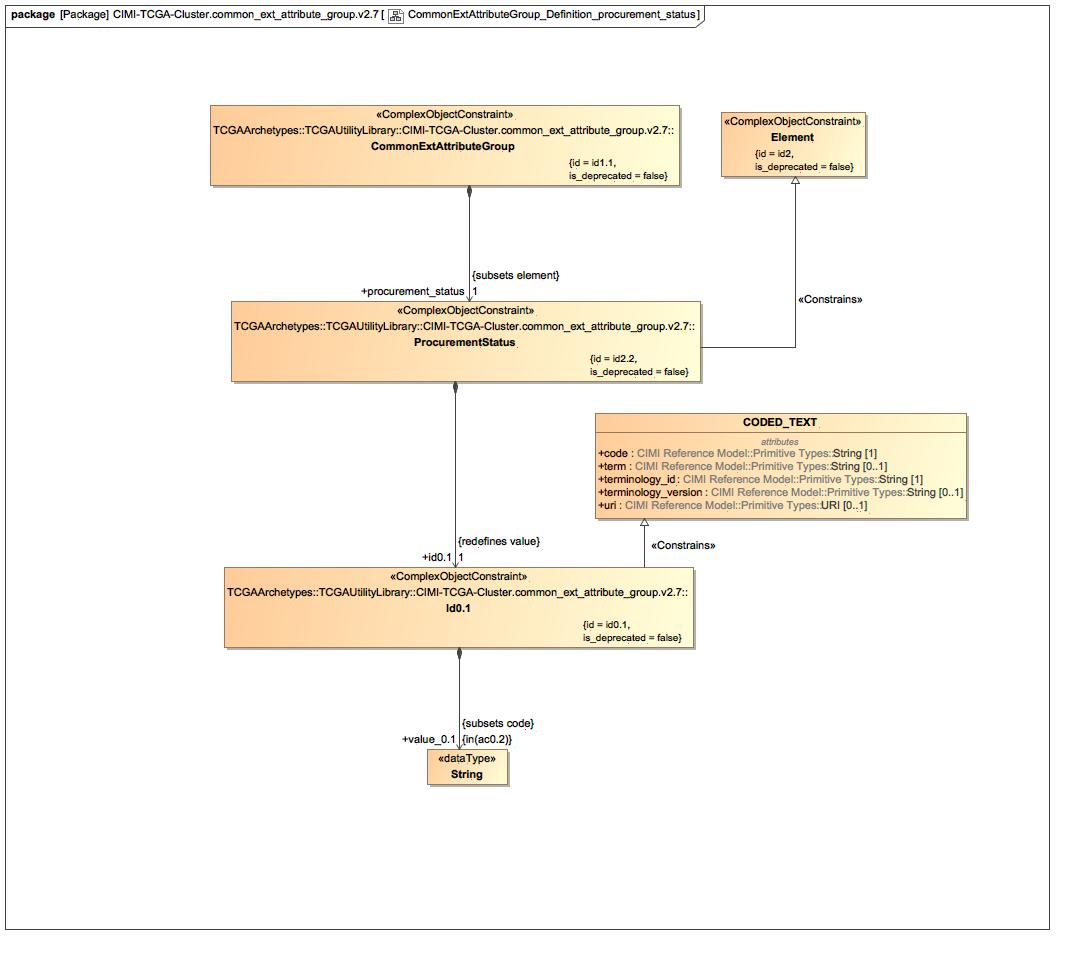 package [Package] CIMI-TCGA-Cluster.common_ext_attribute_group.v2.7 [ CommonExtAttributeGroup_Definition_procurement_status]
«ComplexObjectConstraint»
TCGAArchetypes::TCGAUtilityLibrary::CIMI-TCGA-Cluster.common_ext_attribute_group.v2.7::
CommonExtAttributeGroup
{id = id1.1,
is_deprecated = false}
«ComplexObjectConstraint»
Element
{id = id2,
is_deprecated = false}
{subsets element}
+procurement_status 1
«Constrains»
«ComplexObjectConstraint»
TCGAArchetypes::TCGAUtilityLibrary::CIMI-TCGA-Cluster.common_ext_attribute_group.v2.7::
ProcurementStatus
{id = id2.2,
is_deprecated = false}
CODED_TEXT
attributes
+code : CIMI Reference Model::Primitive Types::String [1]
+term : CIMI Reference Model::Primitive Types::String [0..1]
+terminology_id : CIMI Reference Model::Primitive Types::String [1]
+terminology_version : CIMI Reference Model::Primitive Types::String [0..1]
+uri : CIMI Reference Model::Primitive Types::URI [0..1]
{redefines value}
+id0.1 1
«Constrains»
«ComplexObjectConstraint»
TCGAArchetypes::TCGAUtilityLibrary::CIMI-TCGA-Cluster.common_ext_attribute_group.v2.7::
Id0.1
{id = id0.1,
is_deprecated = false}
{subsets code}
+value_0.1 {in(ac0.2)}
«dataType»
String